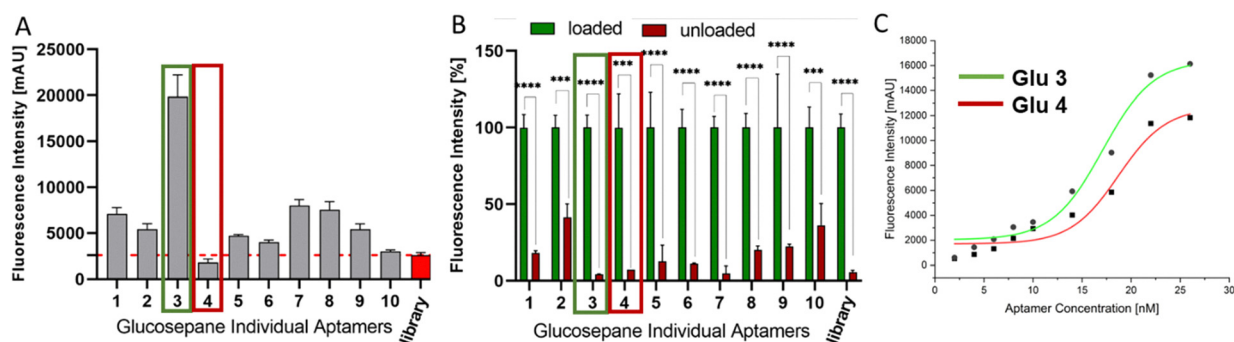 A
Fluorescence Intensity [mAU]
25000
20000
15000
10000
5000
0
1 2 3 4 5 6 7 8 9 10 library
Glucosepane Individual Aptamers
B
loaded unloaded
Fluorescence Intensity [%]
150
100
50
0
**** *** **** *** **** **** **** **** **** *** ****
1 2 3 4 5 6 7 8 9 10 library
Glucosepane Individual Aptamers
C
Fluorescence Intensity [mAU]
18000
16000
14000
12000
10000
8000
6000
4000
2000
0
Glu 3
Glu 4
0 5 10 15 20 25 30
Aptamer Concentration [nM]